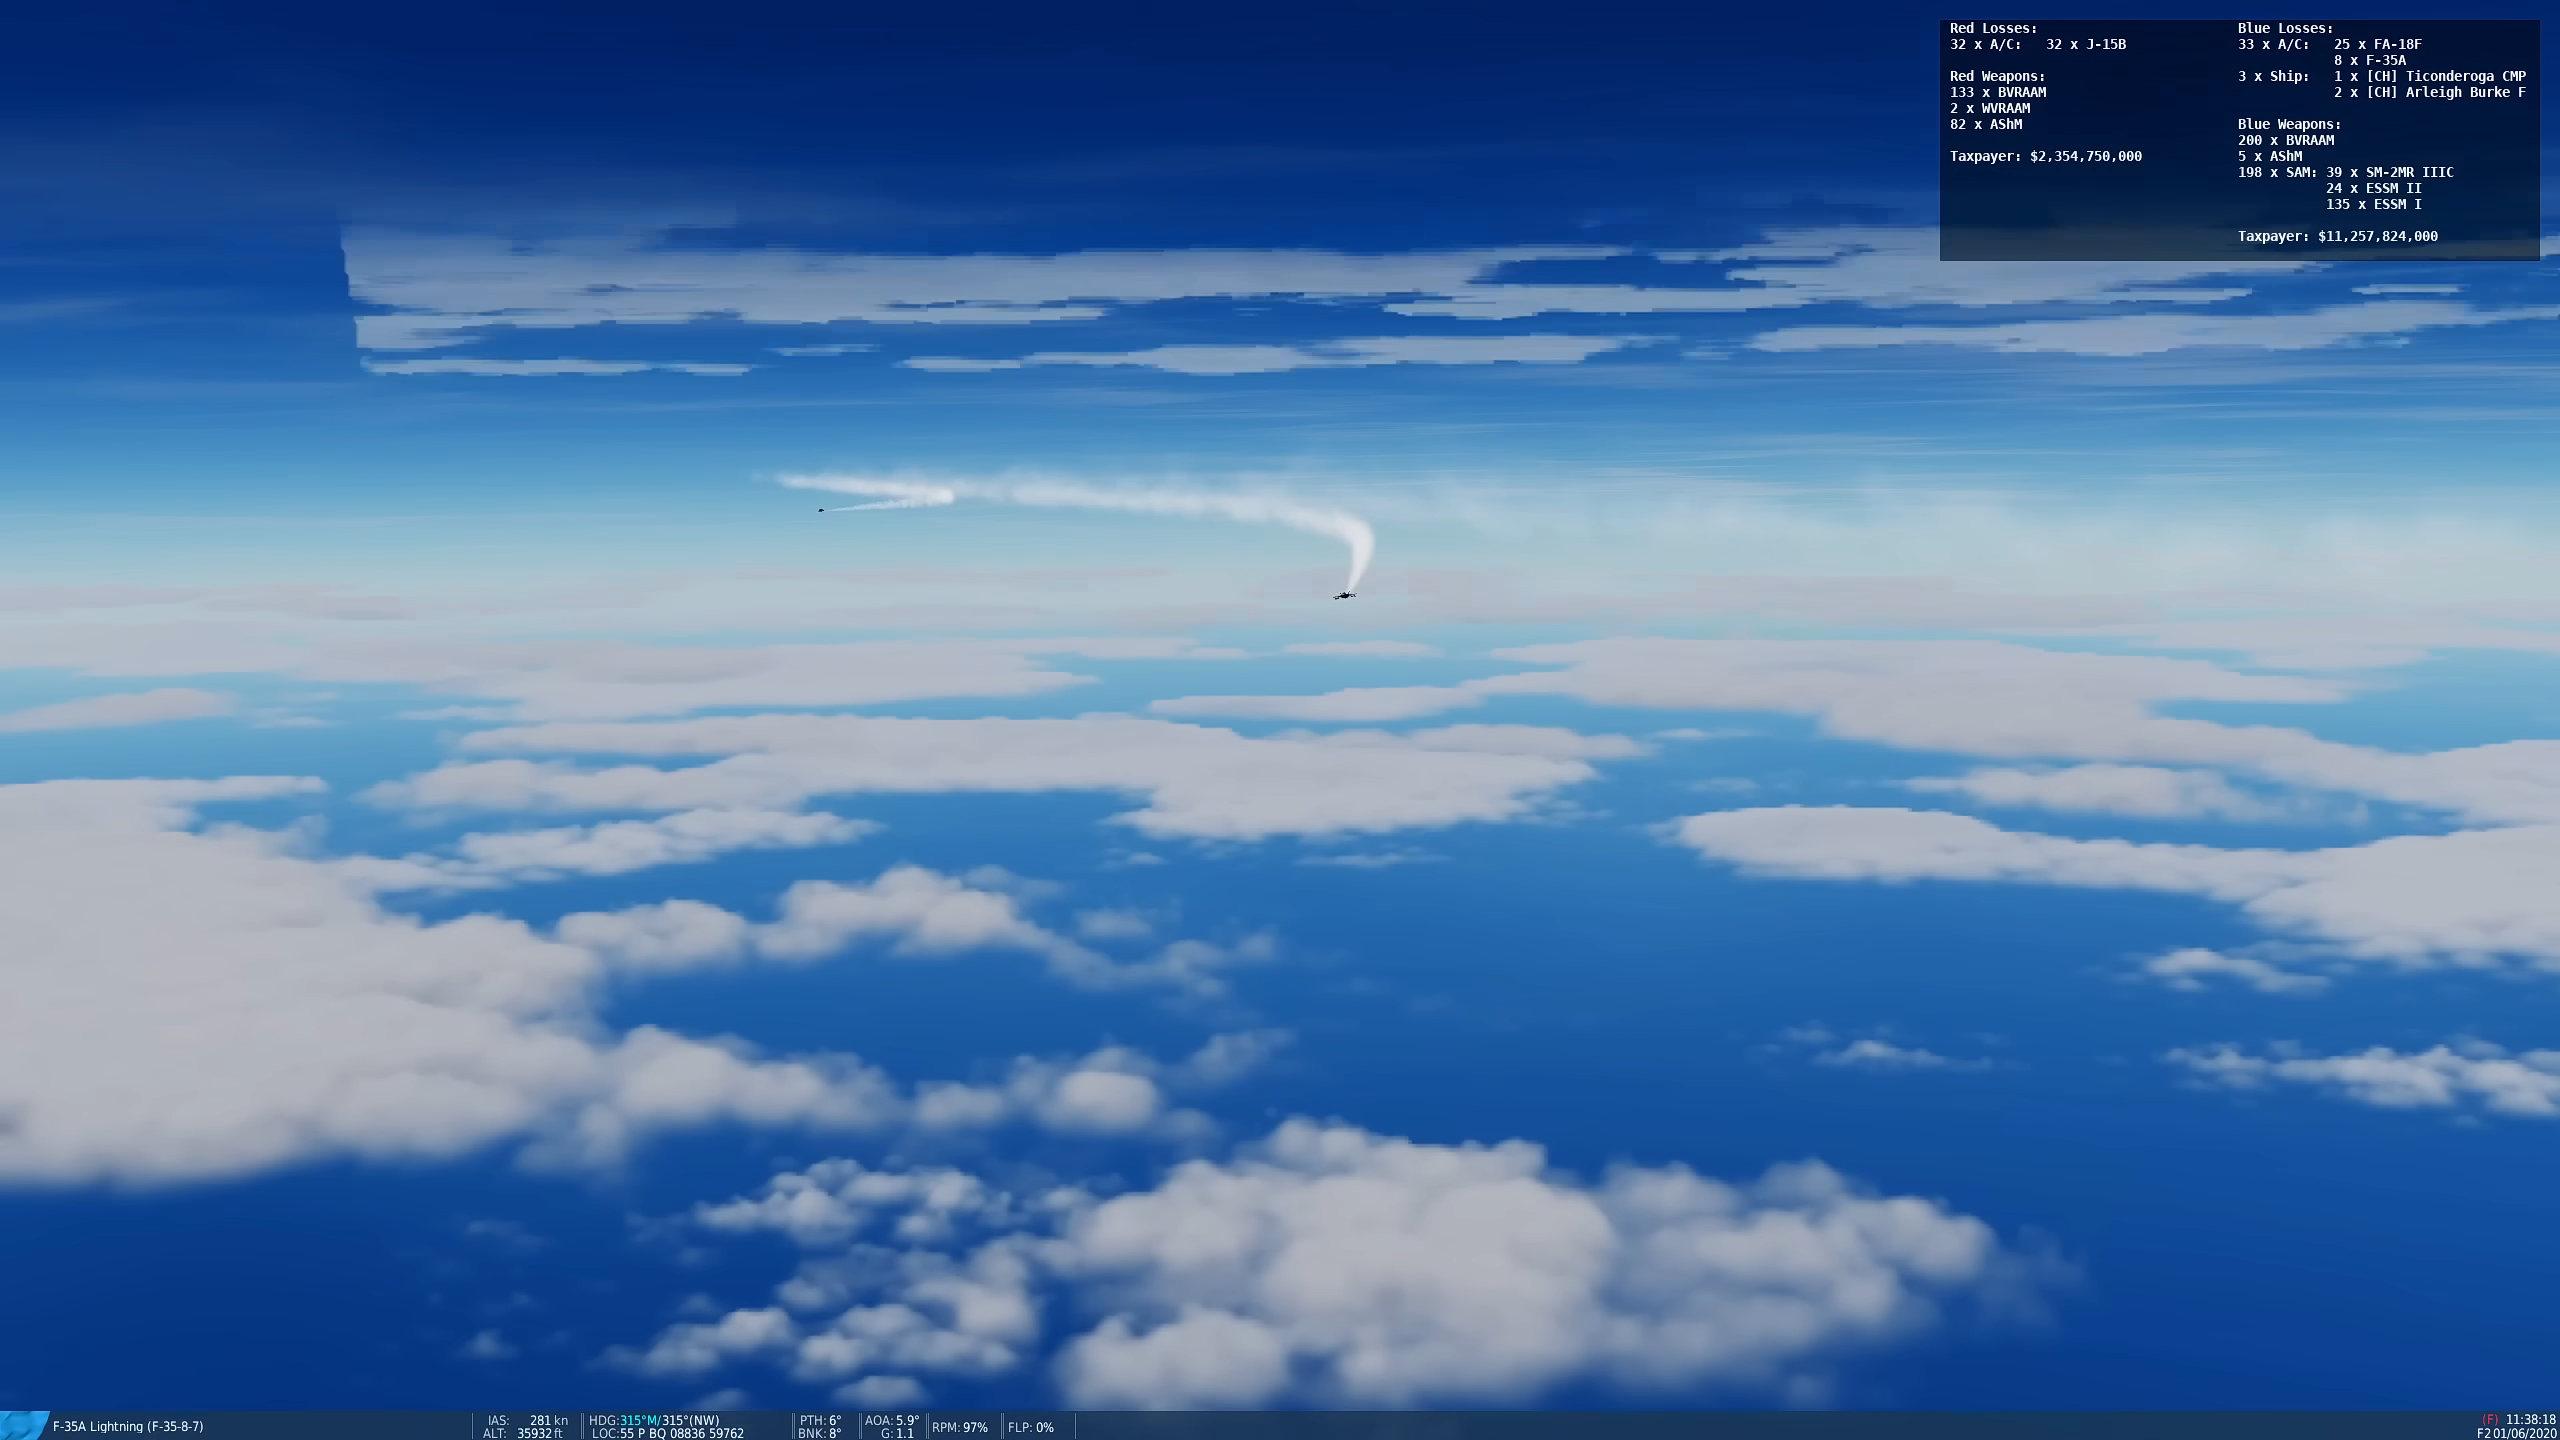 Red Losses:
32 x A/C: 32 x J-15B
Red Weapons:
133 x BVRAAM
2 x WVRAAM
82 x AShM
Taxpayer: $2,354,750,000
Blue Losses:
33 x A/C: 25 x FA-18F
8 x F-35A
3 x Ship: 1 x [CH] Ticonderoga CMP
2 x [CH] Arleigh Burke F
Blue Weapons:
200 x BVRAAM
5 x AShM
198 x SAM: 39 x SM-2MR IIIC
24 x ESSM II
135 x ESSM I
Taxpayer: $11,257,824,000
F-35A Lightning (F-35-8-7)
IAS: 281 kn
ALT: 35932 ft
HDG: 315°M/315°(NW)
LOC: 55 P BQ 08836 59762
PTH: 6°
BNK: 8°
AOA: 5.9°
G: 1.1
RPM: 97%
FLP: 0%
(F) 11:38:18
F2 01/06/2020